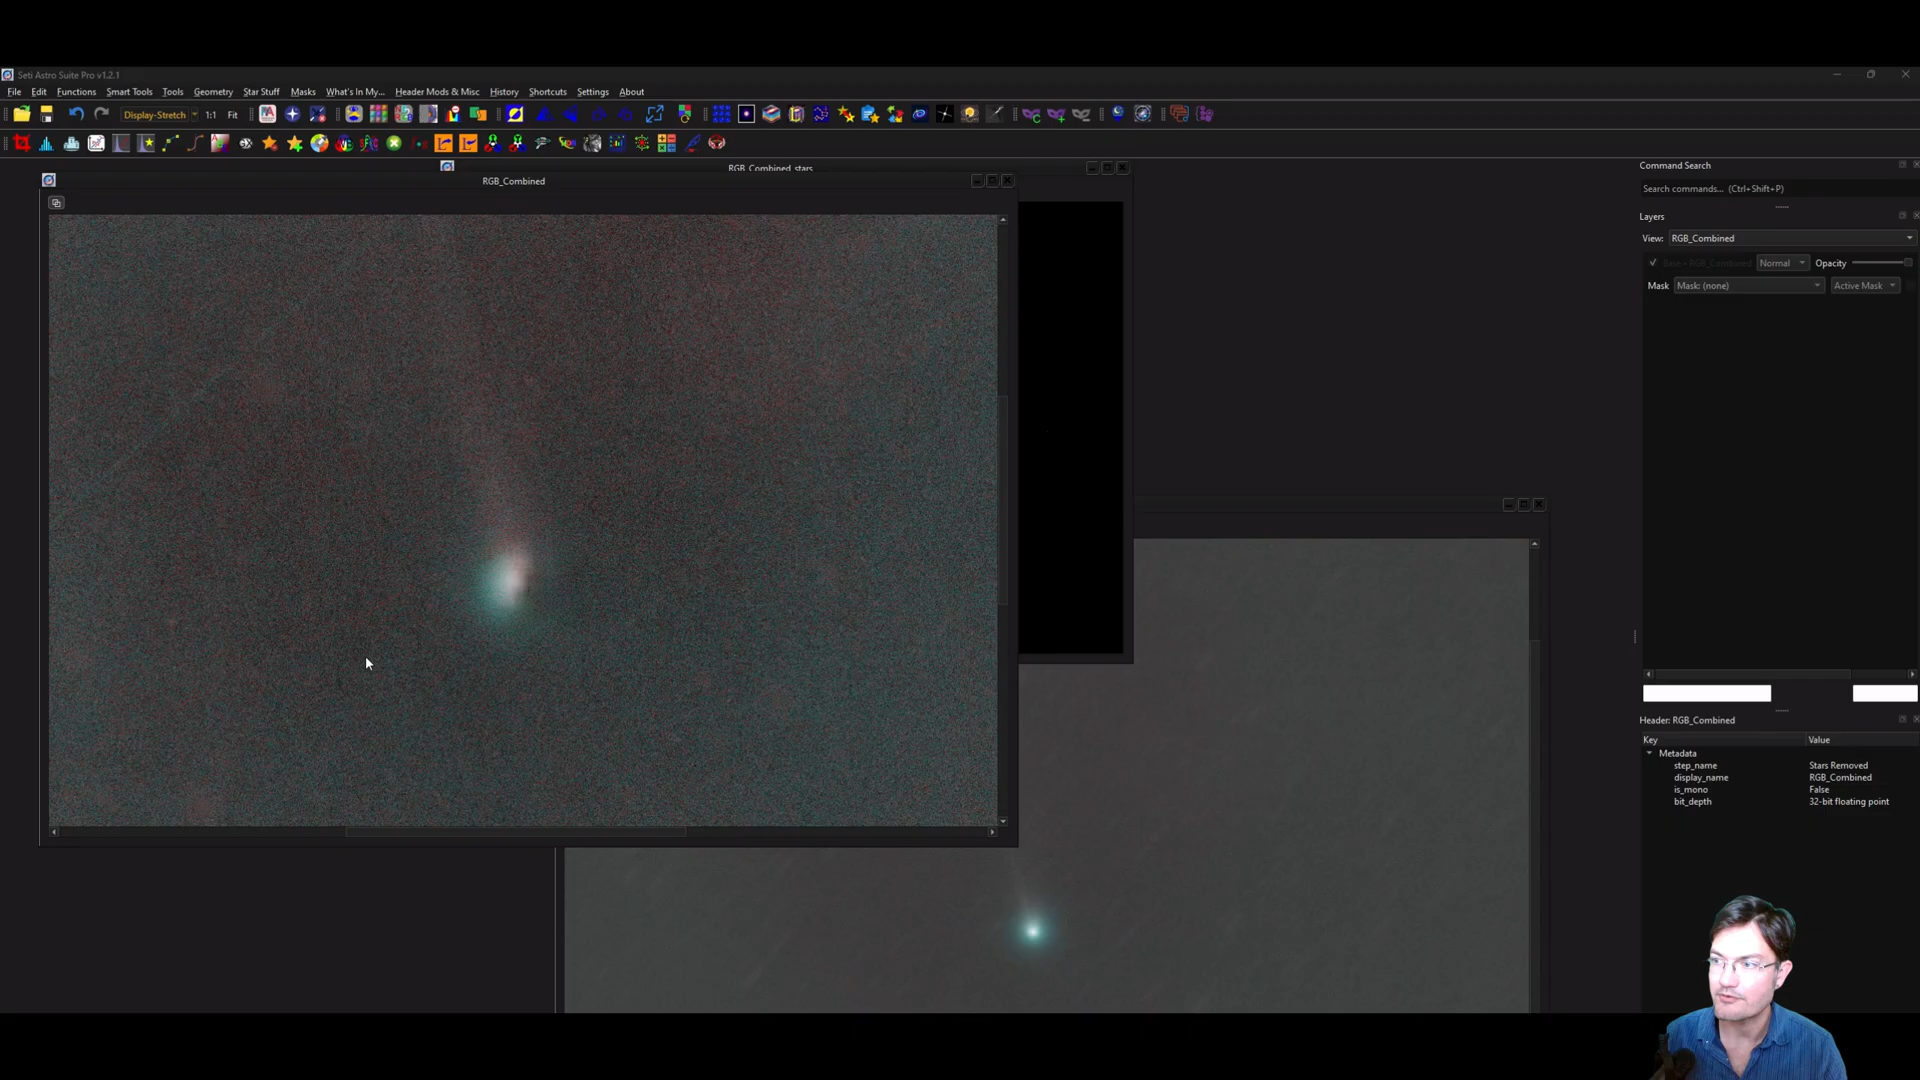 Seti Astro Suite Pro v1.2.1
File Edit Functions Smart Tools Tools Geometry Star Stuff Masks What's In My... Header Mods & Misc History Shortcuts Settings About
Display-Stretch 1:1 Fit
RGB_Combined_stars
RGB_Combined
Command Search
Search commands... (Ctrl+Shift+P)
Layers
View: RGB_Combined
Base • RGB_Combined Normal Opacity
Mask Mask: (none) Active Mask
Header: RGB_Combined
Key Value
Metadata
step_name Stars Removed
display_name RGB_Combined
is_mono False
bit_depth 32-bit floating point